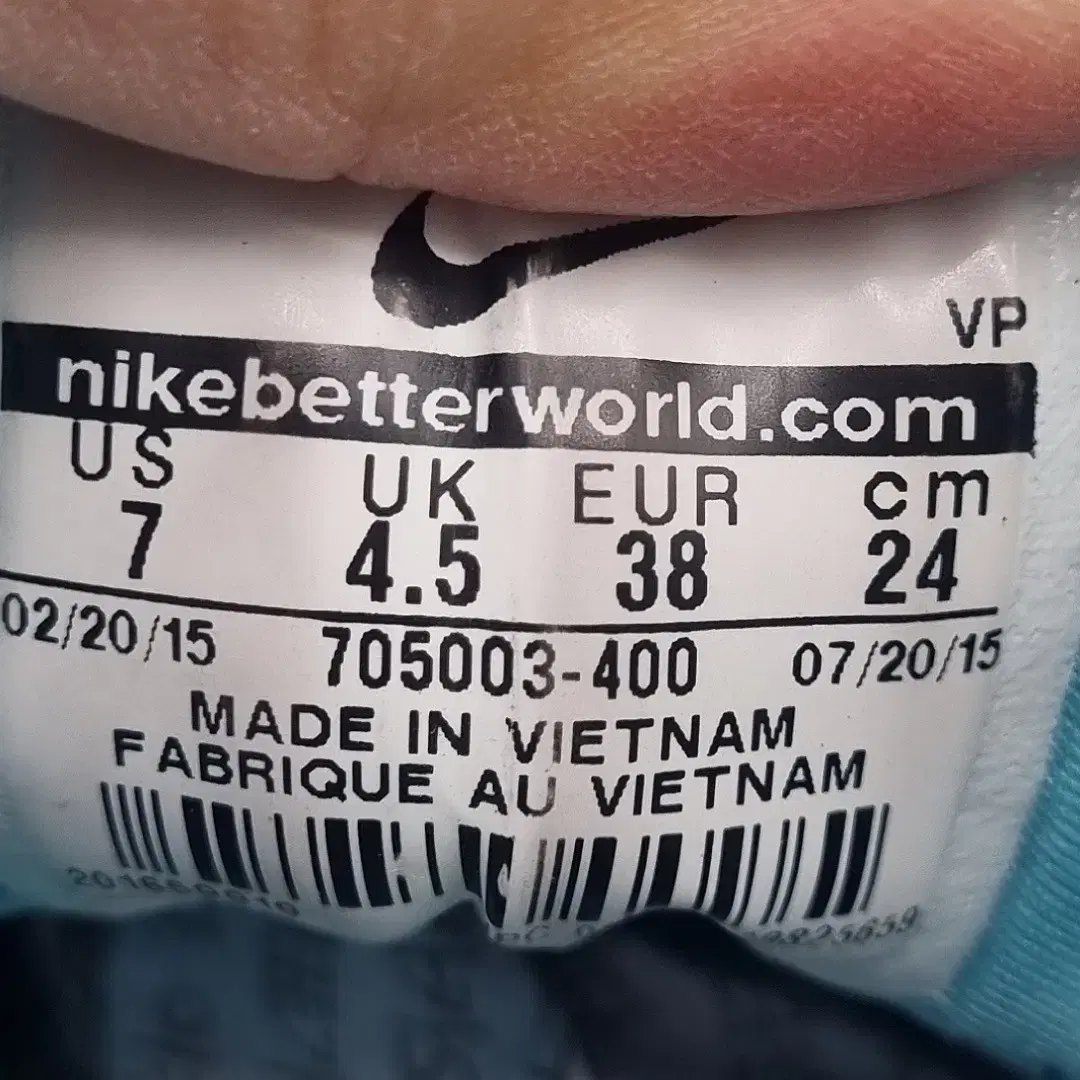 VP
nikebetterworld.com
US UK EUR cm
7 4.5 38 24
02/20/15 705003-400 07/20/15
MADE IN VIETNAM
FABRIQUE AU VIETNAM